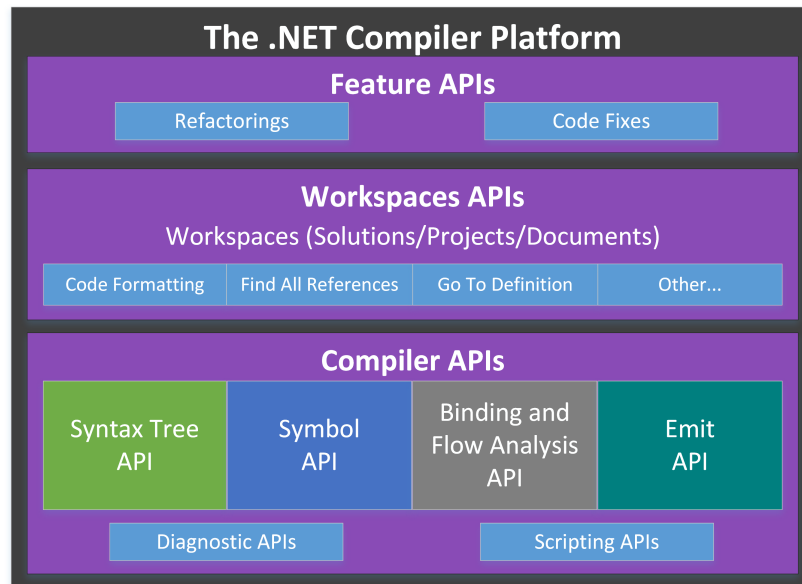 The .NET Compiler Platform
Feature APIs
Refactorings
Code Fixes
Workspaces APIs
Workspaces (Solutions/Projects/Documents)
Code Formatting
Find All References
Go To Definition
Other...
Compiler APIs
Syntax Tree
API
Symbol
API
Binding and
Flow Analysis
API
Emit
API
Diagnostic APIs
Scripting APIs